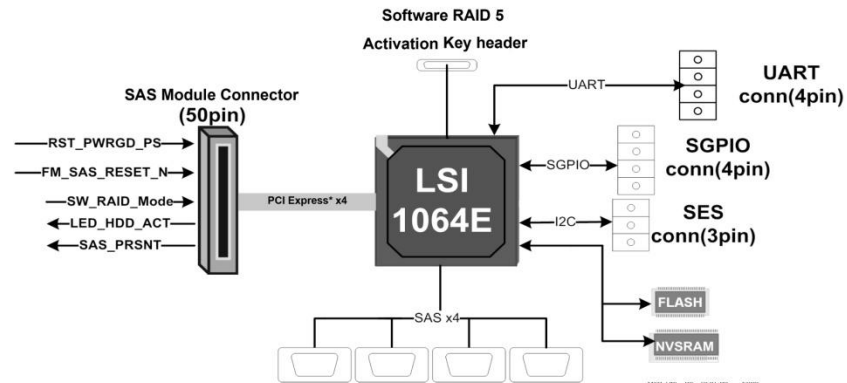 Software RAID 5
Activation Key header
UART
UART
conn(4pin)
SAS Module Connector
(50pin)
RST_PWRGD_PS
FM_SAS_RESET_N
SW_RAID_Mode
LED_HDD_ACT
SAS_PRSNT
PCI Express* x4
LSI
1064E
SGPIO
SGPIO
conn(4pin)
I2C
SES
conn(3pin)
FLASH
NVSRAM
SAS x4